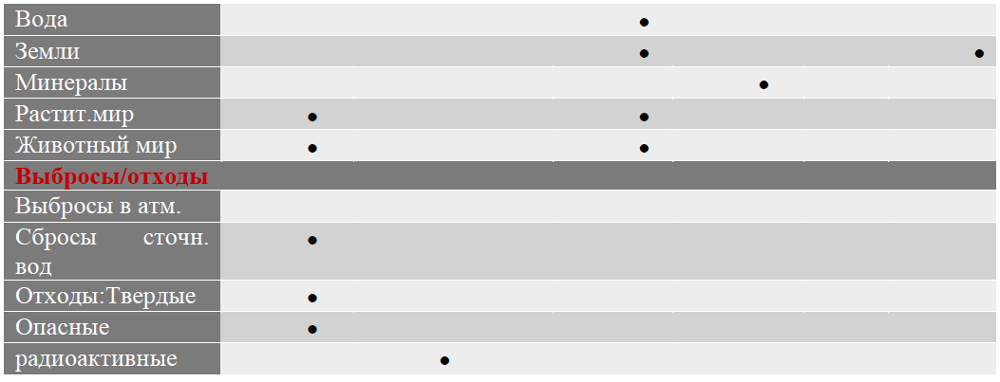 Вода •
Земли • •
Минералы •
Растит.мир • •
Животный мир • •
Выбросы/отходы
Выбросы в атм.
Сбросы сточн. •
вод
Отходы:Твердые •
Опасные •
радиоактивные •